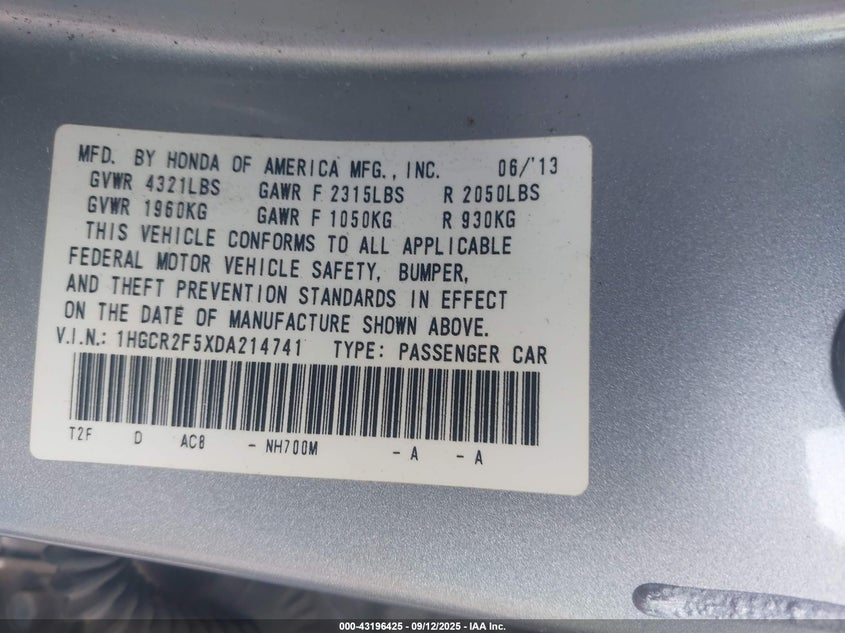 MFD. BY HONDA OF AMERICA MFG., INC. 06/'13
GVWR 4321LBS GAWR F 2315LBS R 2050LBS
GVWR 1960KG GAWR F 1050KG R 930KG
THIS VEHICLE CONFORMS TO ALL APPLICABLE
FEDERAL MOTOR VEHICLE SAFETY, BUMPER,
AND THEFT PREVENTION STANDARDS IN EFFECT
ON THE DATE OF MANUFACTURE SHOWN ABOVE.
V.I.N.: 1HGCR2F5XDA214741 TYPE: PASSENGER CAR
T2F D AC8 - NH700M - A - A
000-43196425 - 09/12/2025 - IAA Inc.